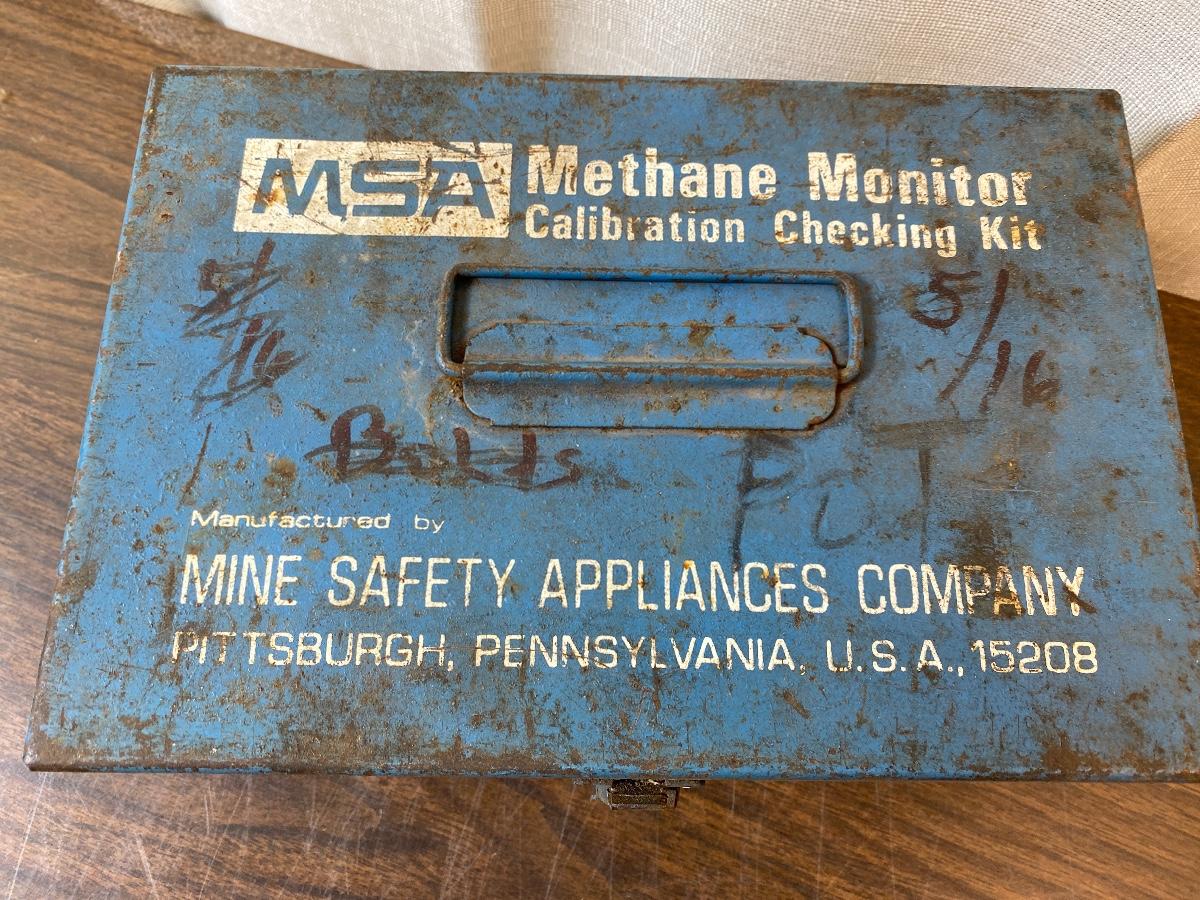 MSA Methane Monitor
Calibration Checking Kit
5/16
5/16
Bolts
POT
Manufactured by
MINE SAFETY APPLIANCES COMPANY
PITTSBURGH, PENNSYLVANIA, U.S.A., 15208